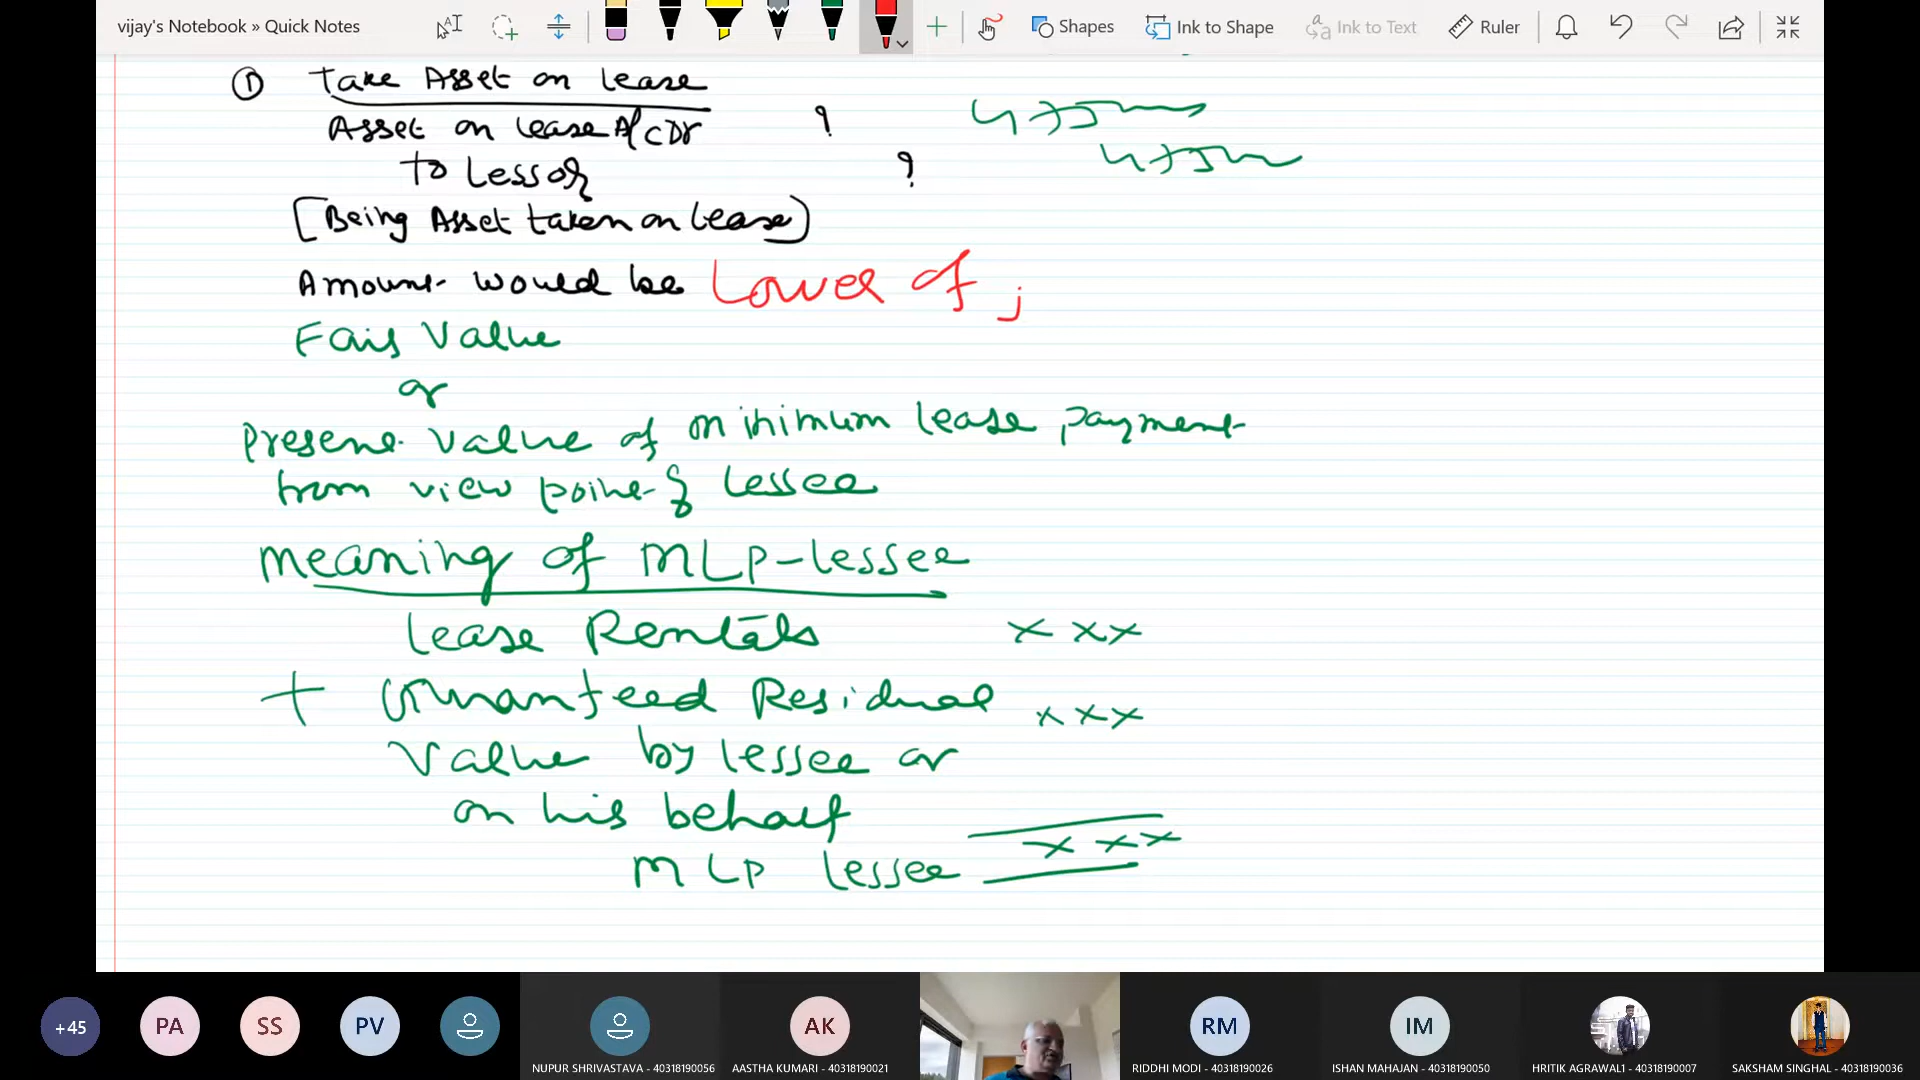 vijay's Notebook » Quick Notes
Shapes
Ink to Shape
Ink to Text
Ruler
① Take Asset on lease
Asset on lease A/c Dr ?
To Lessor ?
[Being Asset taken on lease)
Amount would be Lower of ;
Fair Value
or
Present Value of minimum lease payment
from view point of lessee
meaning of MLP-lessee
lease Rentals x xx
+ Guranteed Residual xxx
Value by lessee or
on his behalf
MLP lessee x xx
+45
PA
SS
PV
AK
RM
IM
NUPUR SHRIVASTAVA - 40318190056
AASTHA KUMARI - 40318190021
RIDDHI MODI - 40318190026
ISHAN MAHAJAN - 40318190050
HRITIK AGRAWAL1 - 40318190007
SAKSHAM SINGHAL - 40318190036